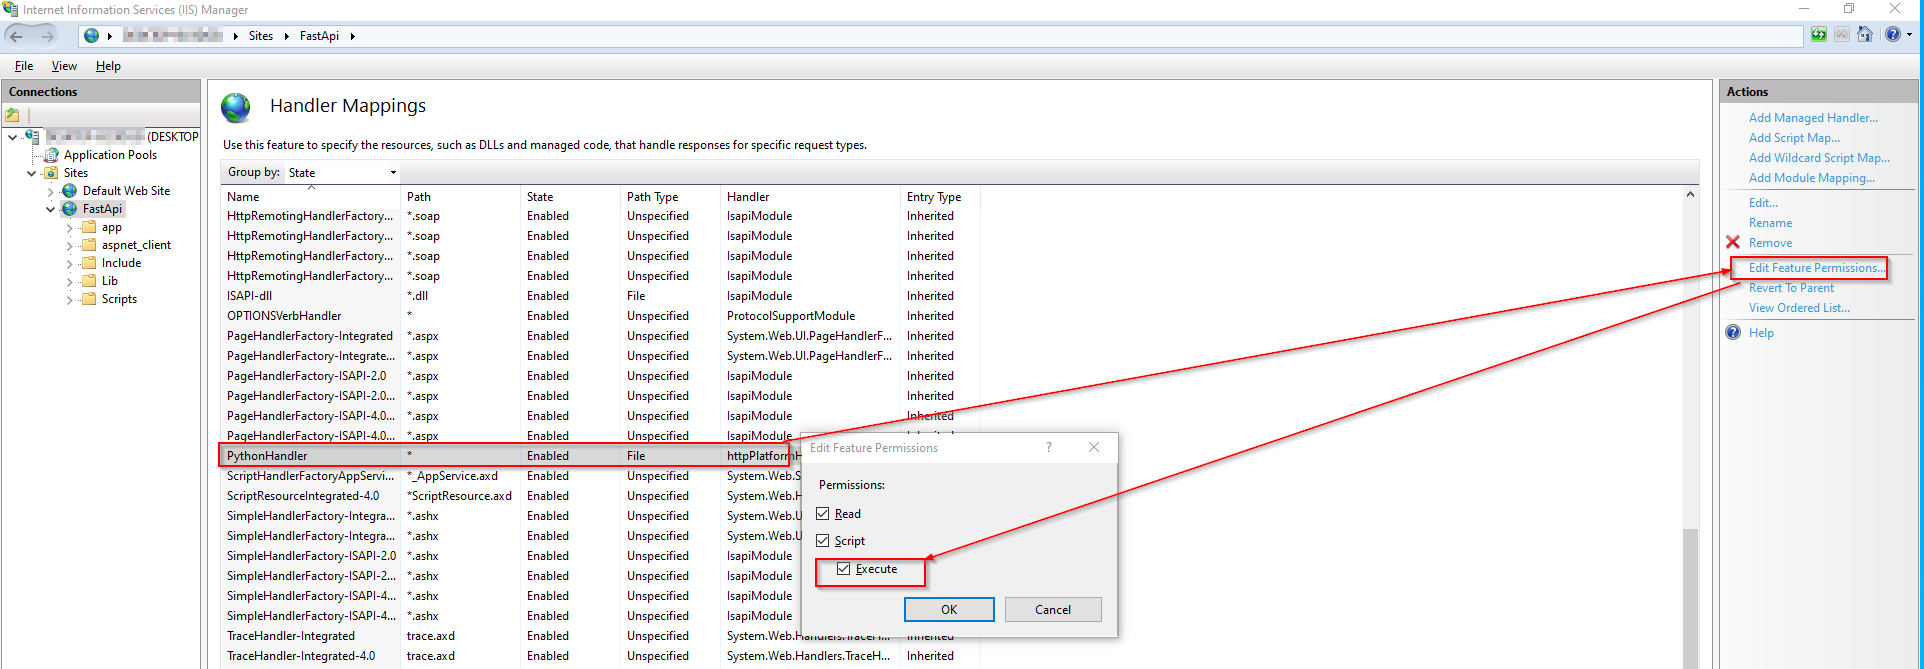 Internet Information Services (IIS) Manager
Sites
FastApi
File View Help
Connections
(DESKTOP
Application Pools
Sites
Default Web Site
FastApi
app
aspnet_client
Include
Lib
Scripts
Handler Mappings
Use this feature to specify the resources, such as DLLs and managed code, that handle responses for specific request types.
Group by: State
Name Path State Path Type Handler Entry Type
HttpRemotingHandlerFactory... *.soap Enabled Unspecified IsapiModule Inherited
HttpRemotingHandlerFactory... *.soap Enabled Unspecified IsapiModule Inherited
HttpRemotingHandlerFactory... *.soap Enabled Unspecified IsapiModule Inherited
HttpRemotingHandlerFactory... *.soap Enabled Unspecified IsapiModule Inherited
ISAPI-dll *.dll Enabled File IsapiModule Inherited
OPTIONSVerbHandler * Enabled Unspecified ProtocolSupportModule Inherited
PageHandlerFactory-Integrated *.aspx Enabled Unspecified System.Web.UI.PageHandlerF... Inherited
PageHandlerFactory-Integrate... *.aspx Enabled Unspecified System.Web.UI.PageHandlerF... Inherited
PageHandlerFactory-ISAPI-2.0 *.aspx Enabled Unspecified IsapiModule Inherited
PageHandlerFactory-ISAPI-2.0... *.aspx Enabled Unspecified IsapiModule Inherited
PageHandlerFactory-ISAPI-4.0... *.aspx Enabled Unspecified IsapiModule Inherited
PageHandlerFactory-ISAPI-4.0... *.aspx Enabled Unspecified IsapiModule Inherited
PythonHandler * Enabled File httpPlatformH
ScriptHandlerFactoryAppServi... *_AppService.axd Enabled Unspecified System.Web.S
ScriptResourceIntegrated-4.0 *ScriptResource.axd Enabled Unspecified System.Web.H
SimpleHandlerFactory-Integra... *.ashx Enabled Unspecified System.Web.U
SimpleHandlerFactory-Integra... *.ashx Enabled Unspecified System.Web.U
SimpleHandlerFactory-ISAPI-2.0 *.ashx Enabled Unspecified IsapiModule
SimpleHandlerFactory-ISAPI-2... *.ashx Enabled Unspecified IsapiModule
SimpleHandlerFactory-ISAPI-4... *.ashx Enabled Unspecified IsapiModule
SimpleHandlerFactory-ISAPI-4... *.ashx Enabled Unspecified IsapiModule
TraceHandler-Integrated trace.axd Enabled Unspecified System.Web.Handlers.TraceH... Inherited
TraceHandler-Integrated-4.0 trace.axd Enabled Unspecified System.Web.Handlers.TraceH... Inherited
Edit Feature Permissions ?
Permissions:
Read
Script
Execute
OK Cancel
Actions
Add Managed Handler...
Add Script Map...
Add Wildcard Script Map...
Add Module Mapping...
Edit...
Rename
Remove
Edit Feature Permissions...
Revert To Parent
View Ordered List...
Help